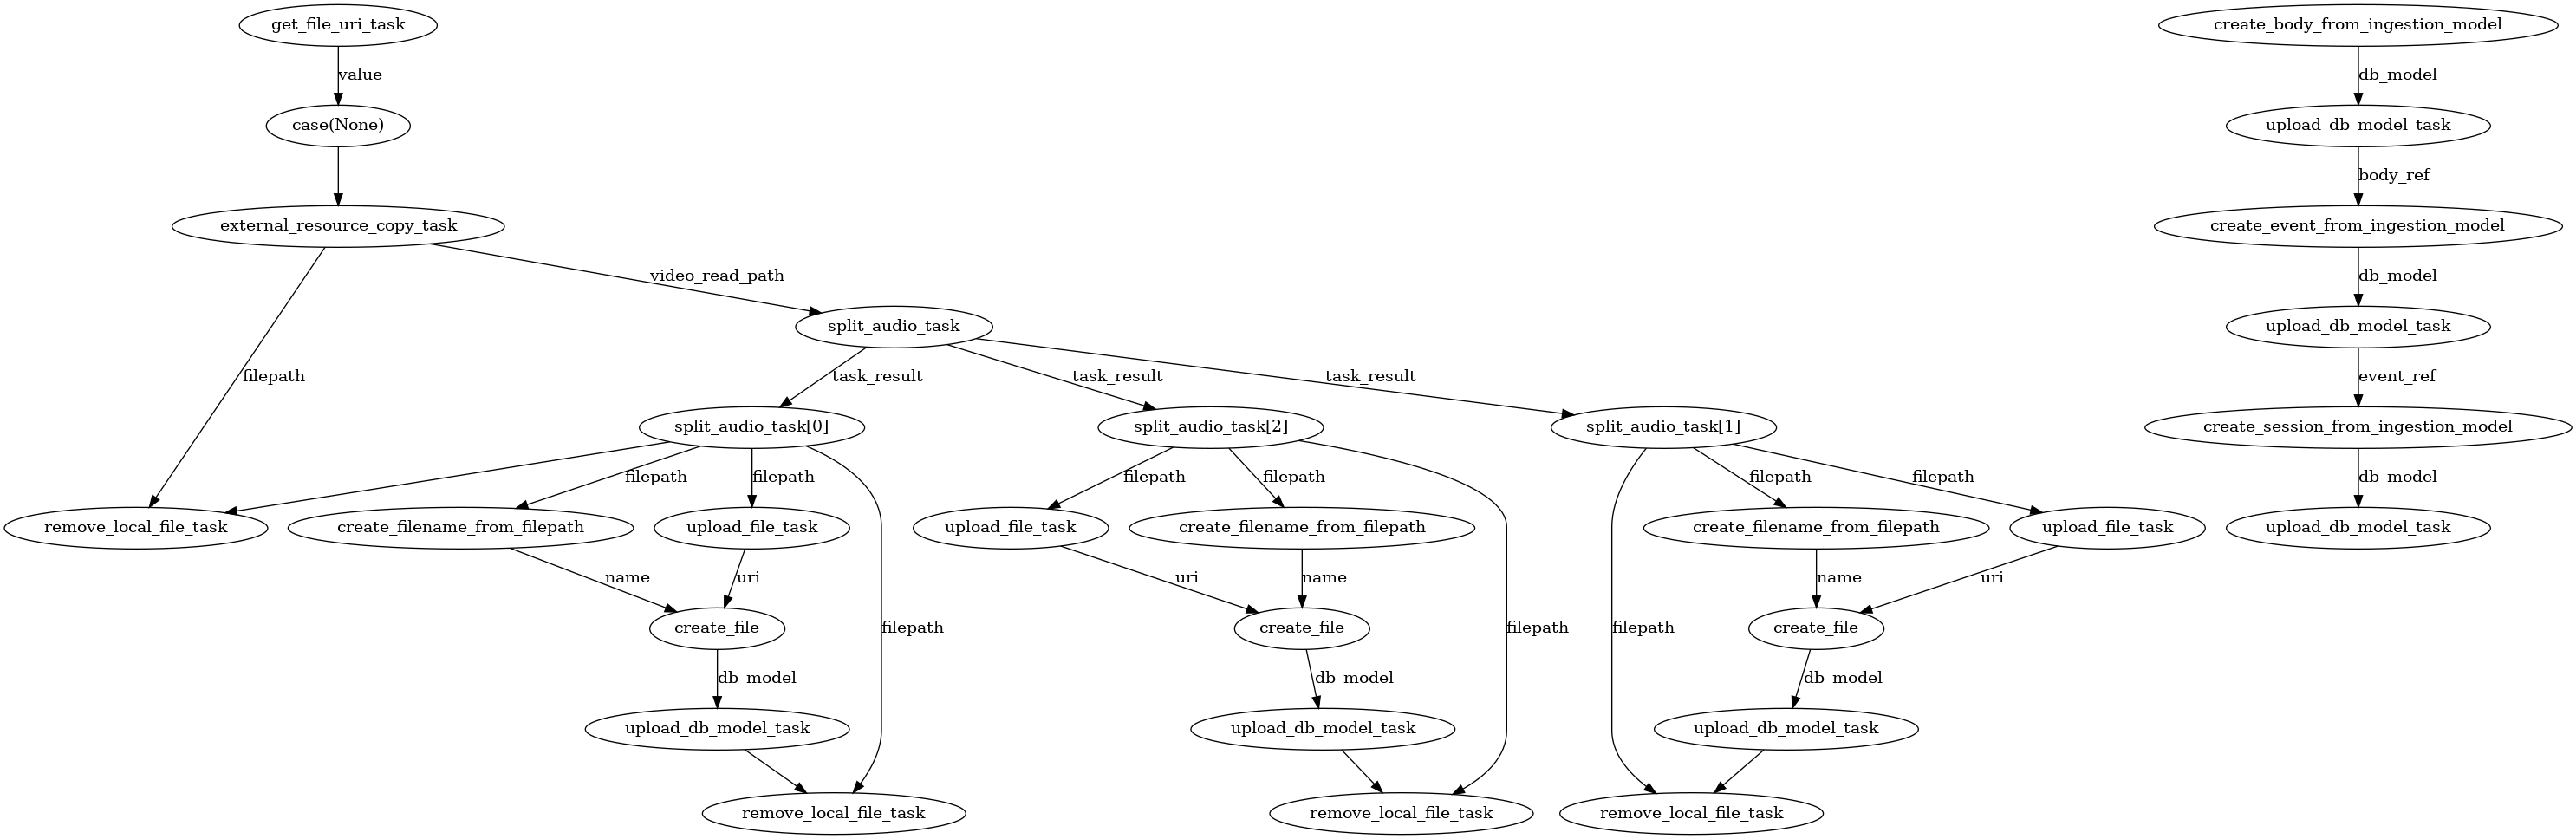 get_file_uri_task
create_body_from_ingestion_model
value
db_model
case(None)
upload_db_model_task
body_ref
external_resource_copy_task
create_event_from_ingestion_model
video_read_path
db_model
split_audio_task
upload_db_model_task
filepath
task_result
task_result
task_result
event_ref
split_audio_task[0]
split_audio_task[2]
split_audio_task[1]
create_session_from_ingestion_model
filepath
filepath
filepath
filepath
filepath
filepath
db_model
remove_local_file_task
create_filename_from_filepath
upload_file_task
upload_file_task
create_filename_from_filepath
create_filename_from_filepath
upload_file_task
upload_db_model_task
name
uri
uri
name
name
uri
create_file
filepath
create_file
filepath
filepath
create_file
db_model
db_model
db_model
upload_db_model_task
upload_db_model_task
upload_db_model_task
remove_local_file_task
remove_local_file_task
remove_local_file_task